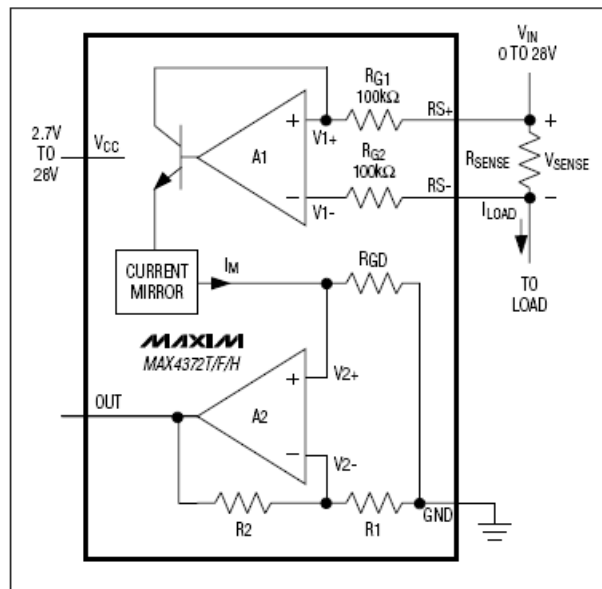 VIN
0 TO 28V
RG1
100kΩ
RS+
+
V1+
2.7V
TO
28V
VCC
A1
RG2
100kΩ
RSENSE
VSENSE
RS-
V1-
ILOAD
CURRENT
MIRROR
IM
RGD
TO
LOAD
MAXIM
MAX4372T/F/H
V2+
OUT
A2
V2-
R2
R1
GND